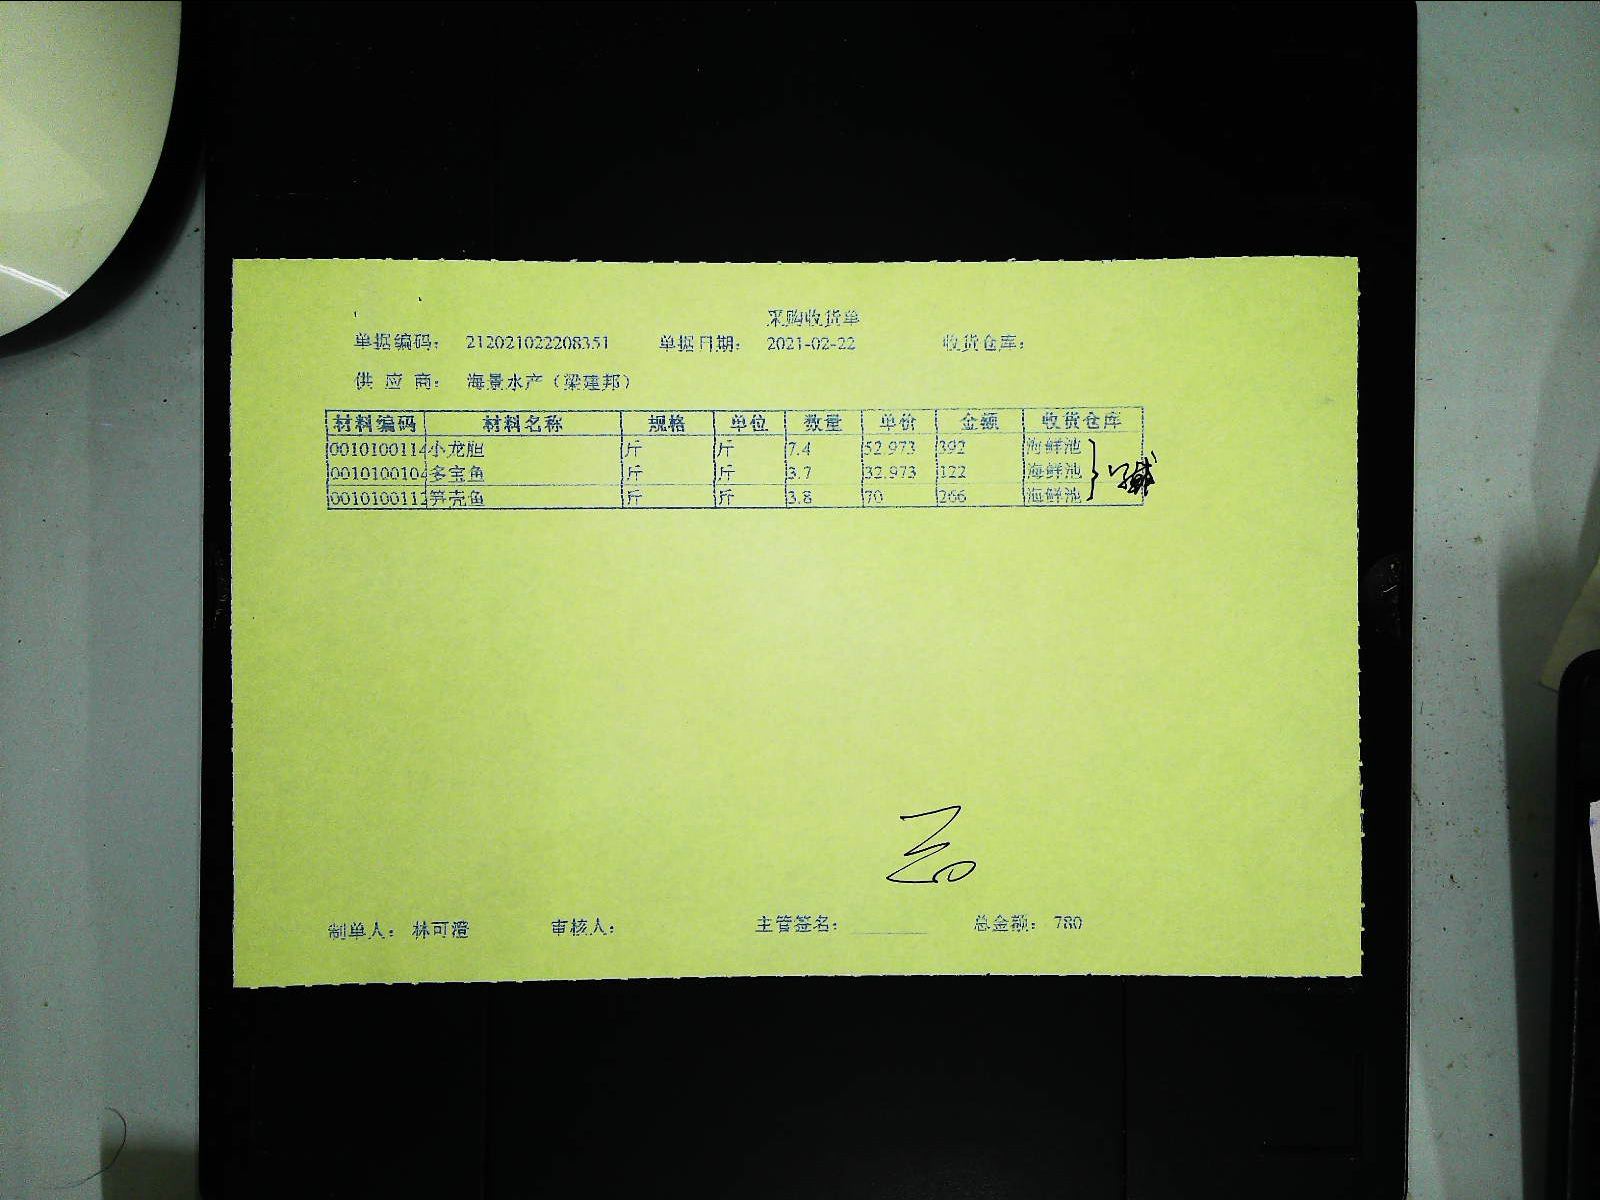 采购收货单
单据编码： 212021022208351 单据日期： 2021-02-22 收货仓库：
供 应 商： 海景水产（梁建邦）
材料编码 材料名称 规格 单位 数量 单价 金额 收货仓库
0010100114 小龙胆 斤 斤 7.4 52.973 392 海鲜池
0010100104 多宝鱼 斤 斤 3.7 32.973 122 海鲜池
0010100112 笋壳鱼 斤 斤 3.8 70 266 海鲜池
制单人： 林可澄 审核人： 主管签名： 总金额： 780